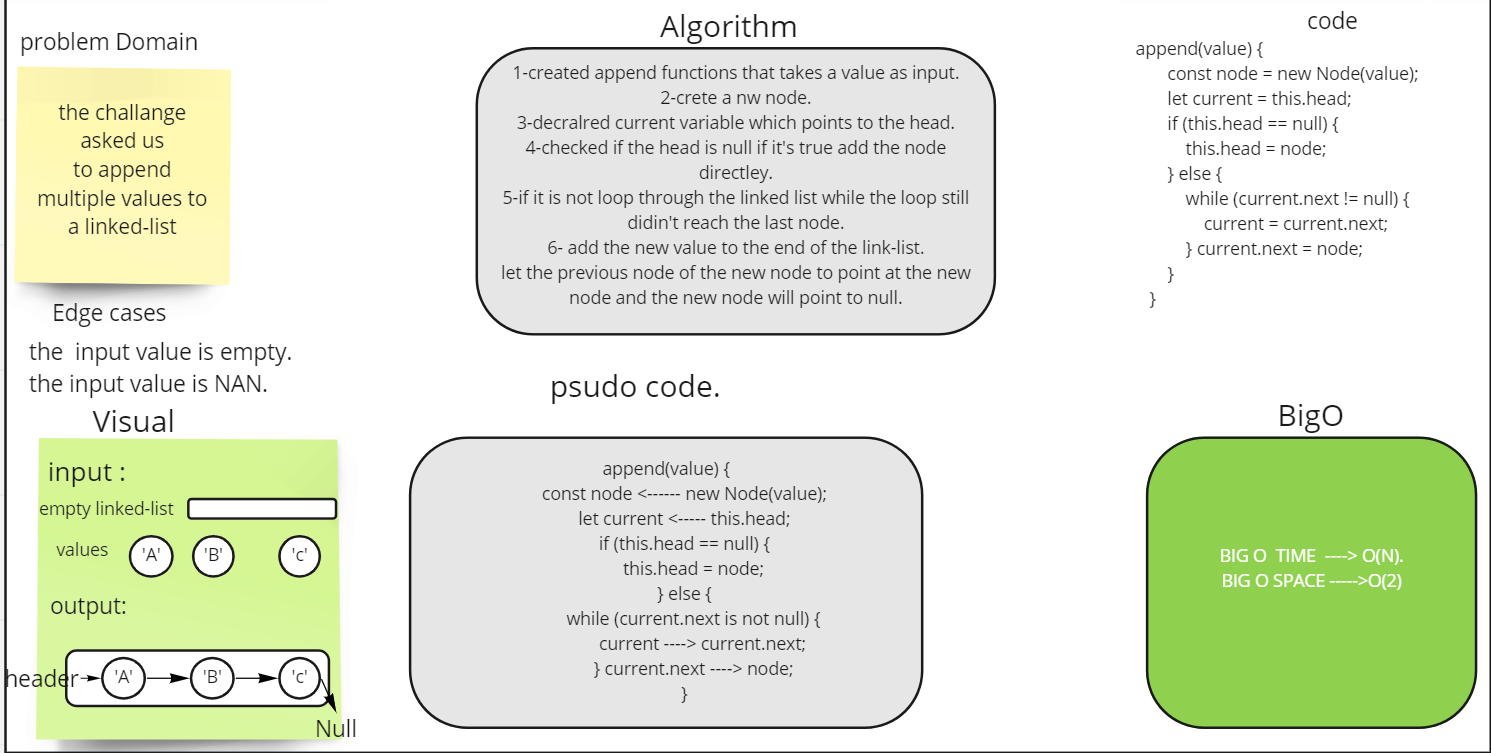 problem Domain
the challange
asked us
to append
multiple values to
a linked-list
Edge cases
the input value is empty.
the input value is NAN.
Visual
input :
empty linked-list
values
'A'
'B'
'c'
output:
header
'A'
'B'
'c'
Null
Algorithm
1-created append functions that takes a value as input.
2-crete a nw node.
3-decralred current variable which points to the head.
4-checked if the head is null if it's true add the node
directley.
5-if it is not loop through the linked list while the loop still
didin't reach the last node.
6- add the new value to the end of the link-list.
let the previous node of the new node to point at the new
node and the new node will point to null.
psudo code.
append(value) {
const node <------ new Node(value);
let current <----- this.head;
if (this.head == null) {
this.head = node;
} else {
while (current.next is not null) {
current ----> current.next;
} current.next ----> node;
}
code
append(value) {
const node = new Node(value);
let current = this.head;
if (this.head == null) {
this.head = node;
} else {
while (current.next != null) {
current = current.next;
} current.next = node;
}
}
BigO
BIG O TIME ----> O(N).
BIG O SPACE ----->O(2)